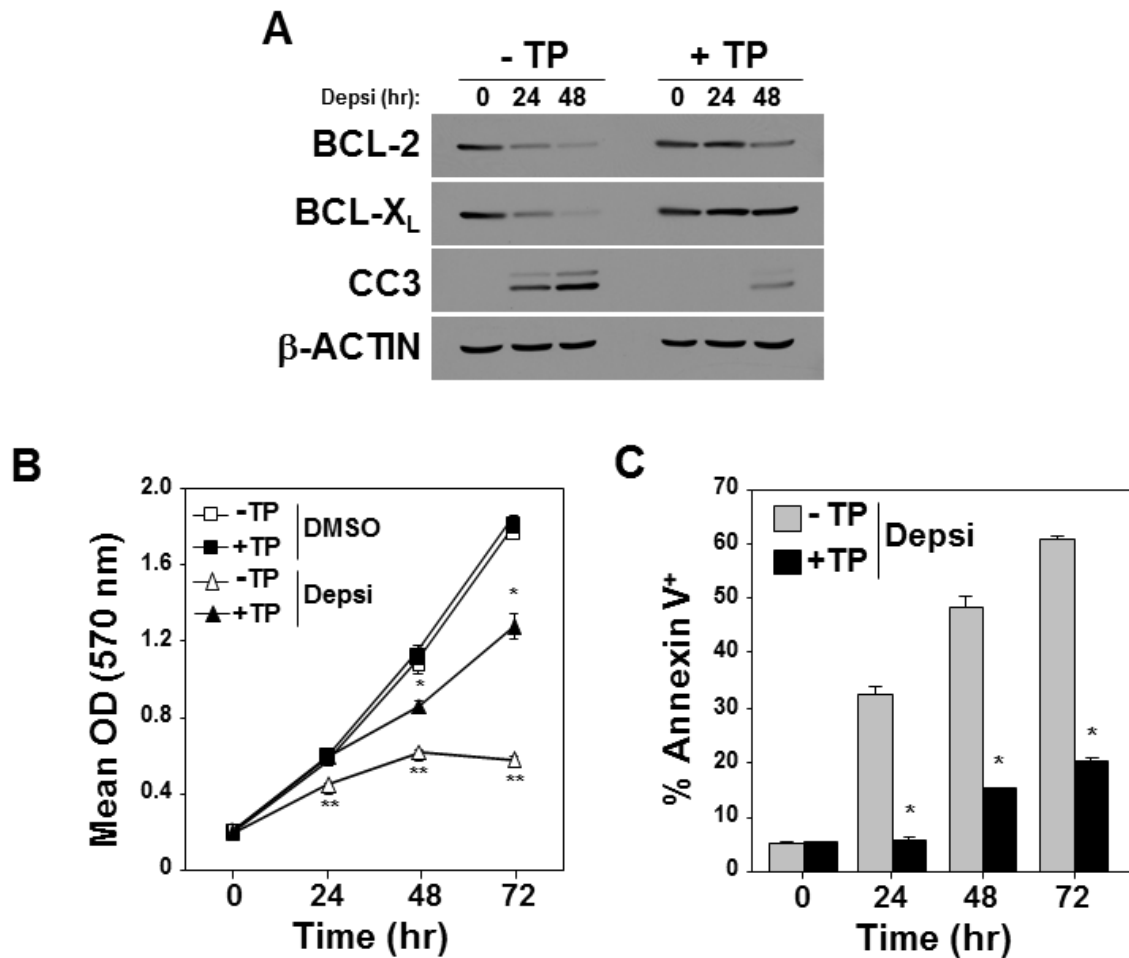 A
- TP + TP
Depsi (hr): 0 24 48 0 24 48
BCL-2
BCL-XL
CC3
β-ACTIN
B
2.0
1.6
1.2
0.8
0.4
0
Mean OD (570 nm)
-TP
+TP
DMSO
-TP
+TP
Depsi
*
*
** ** **
0 24 48 72
Time (hr)
C
70
60
50
40
30
20
10
0
% Annexin V+
- TP
+TP
Depsi
* * *
0 24 48 72
Time (hr)